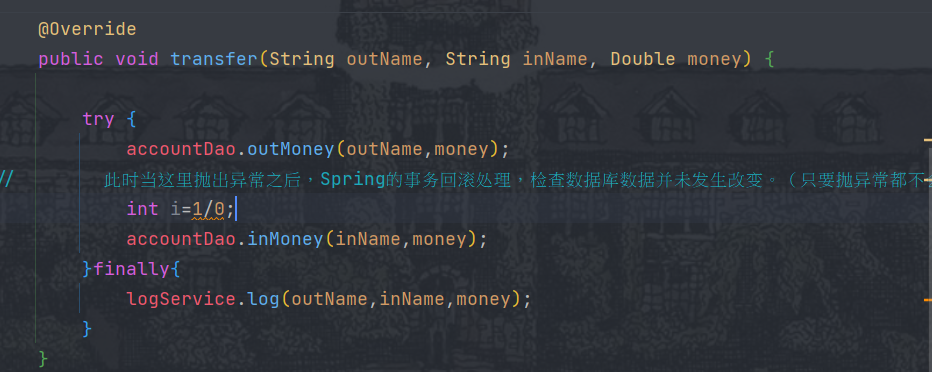 @Override
public void transfer(String outName, String inName, Double money) {
try {
accountDao.outMoney(outName,money);
// 此时当这里抛出异常之后，Spring的事务回滚处理，检查数据库数据并未发生改变。（只要抛异常都不
int i=1/0;
accountDao.inMoney(inName,money);
}finally{
logService.log(outName,inName,money);
}
}